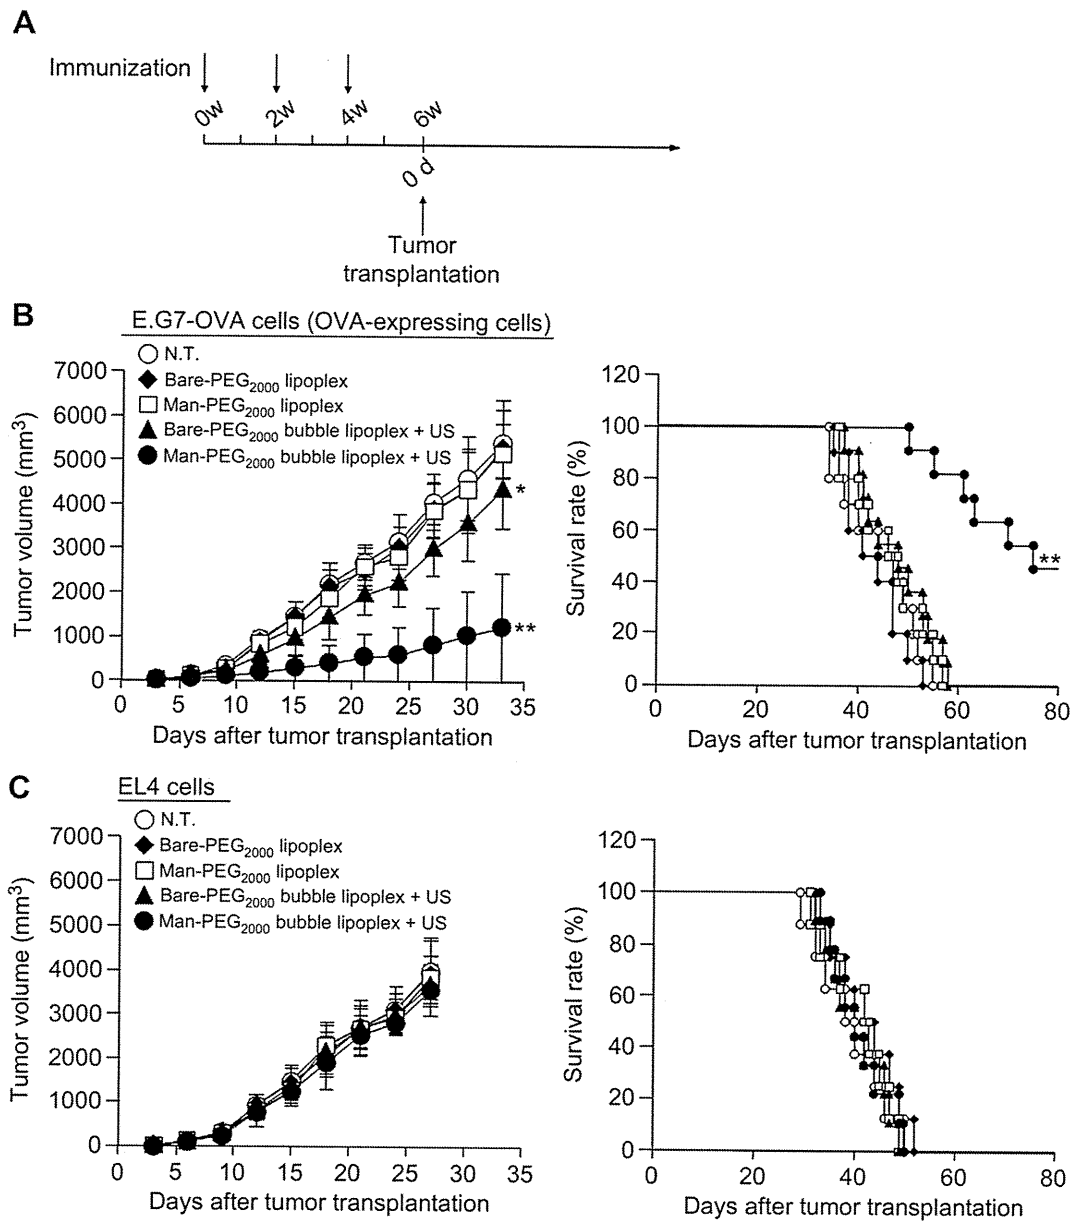 A
Immunization
0w 2w 4w 6w
0 d
Tumor
transplantation
B
E.G7-OVA cells (OVA-expressing cells)
N.T.
Bare-PEG2000 lipoplex
Man-PEG2000 lipoplex
Bare-PEG2000 bubble lipoplex + US
Man-PEG2000 bubble lipoplex + US
Tumor volume (mm3)
7000
6000
5000
4000
3000
2000
1000
0
*
**
0 5 10 15 20 25 30 35
Days after tumor transplantation
Survival rate (%)
120
100
80
60
40
20
0
**
0 20 40 60 80
Days after tumor transplantation
C
EL4 cells
N.T.
Bare-PEG2000 lipoplex
Man-PEG2000 lipoplex
Bare-PEG2000 bubble lipoplex + US
Man-PEG2000 bubble lipoplex + US
Tumor volume (mm3)
7000
6000
5000
4000
3000
2000
1000
0
0 5 10 15 20 25 30 35
Days after tumor transplantation
Survival rate (%)
120
100
80
60
40
20
0
0 20 40 60 80
Days after tumor transplantation